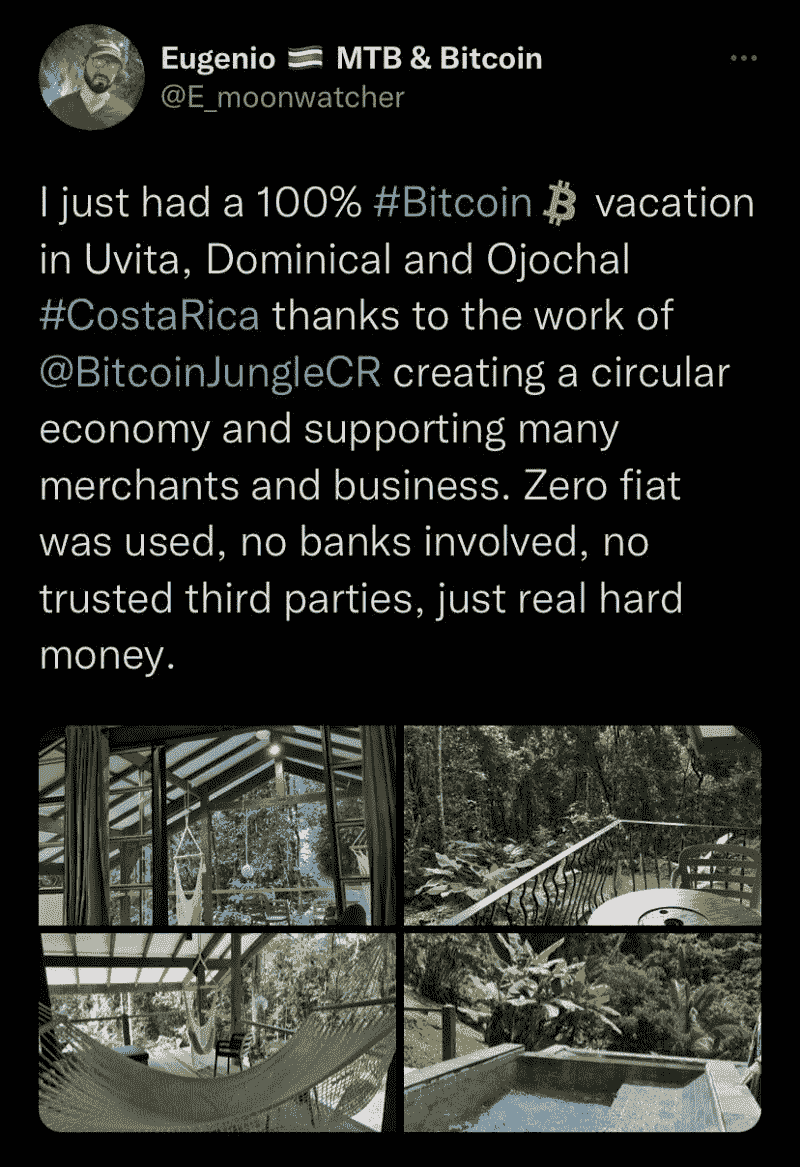 Eugenio 🇨🇷 MTB & Bitcoin
@E_moonwatcher
I just had a 100% #Bitcoin ₿ vacation
in Uvita, Dominical and Ojochal
#CostaRica thanks to the work of
@BitcoinJungleCR creating a circular
economy and supporting many
merchants and business. Zero fiat
was used, no banks involved, no
trusted third parties, just real hard
money.